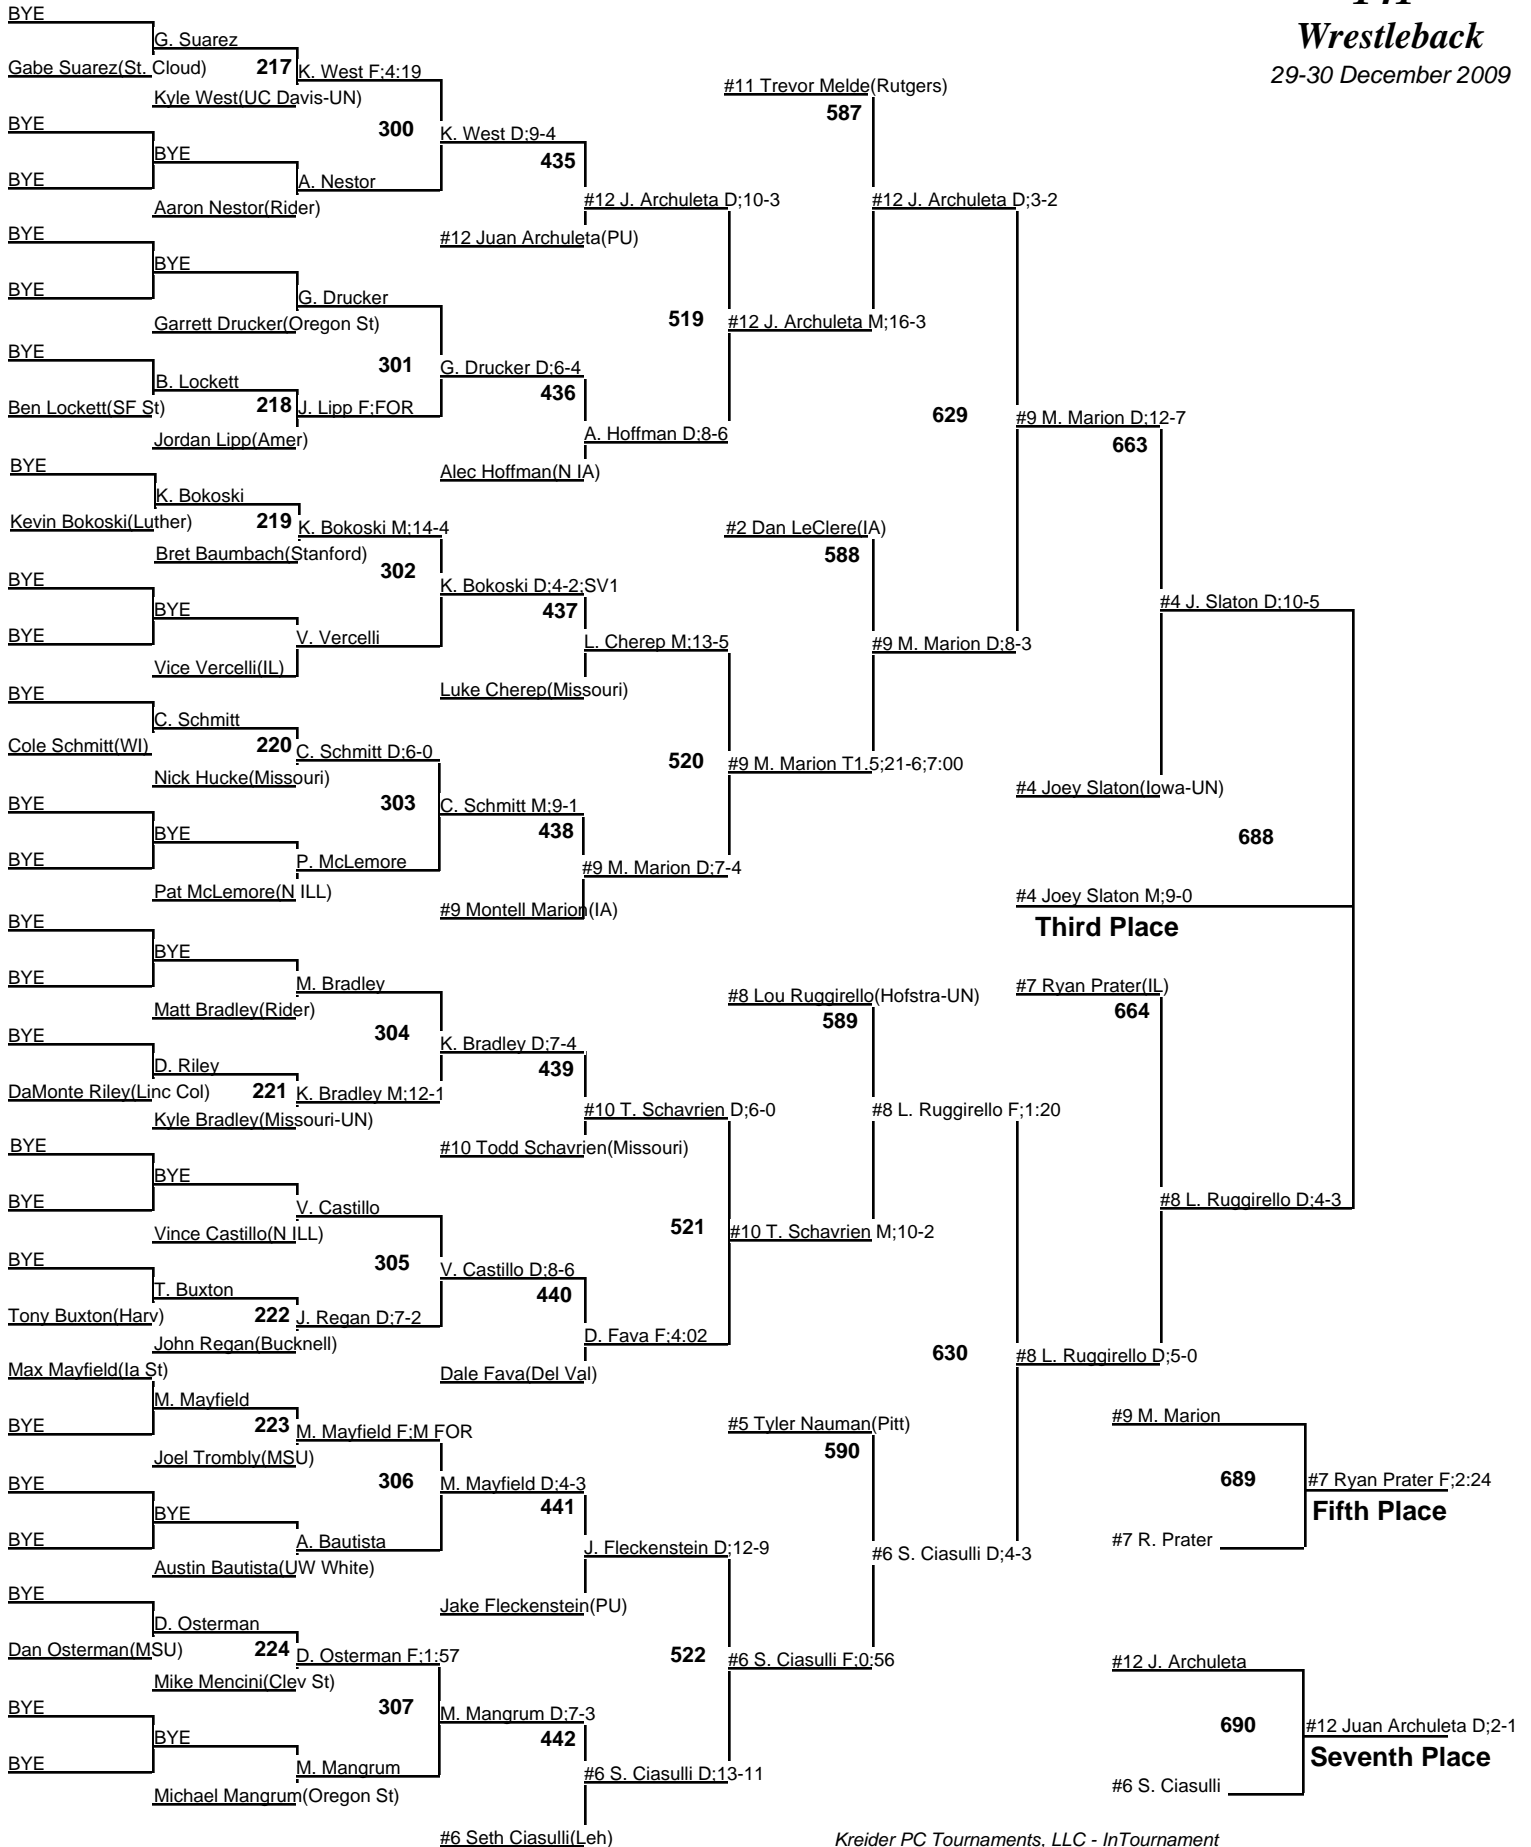 Wrestleback
29-30 December 2009
BYE
G. Suarez
Gabe Suarez(St. Cloud)
217
K. West F;4:19
Kyle West(UC Davis-UN)
300
BYE
K. West D;9-4
BYE
435
BYE
A. Nestor
Aaron Nestor(Rider)
#12 J. Archuleta D;10-3
#12 Juan Archuleta(PU)
BYE
BYE
BYE
G. Drucker
Garrett Drucker(Oregon St)
519
#12 J. Archuleta M;16-3
BYE
301
G. Drucker D;6-4
B. Lockett
436
Ben Lockett(SF St)
218
J. Lipp F;FOR
Jordan Lipp(Amer)
A. Hoffman D;8-6
Alec Hoffman(N IA)
#11 Trevor Melde(Rutgers)
587
#12 J. Archuleta D;3-2
629
#9 M. Marion D;12-7
663
BYE
K. Bokoski
Kevin Bokoski(Luther)
219
K. Bokoski M;14-4
Bret Baumbach(Stanford)
302
BYE
K. Bokoski D;4-2;SV1
BYE
437
BYE
V. Vercelli
Vice Vercelli(IL)
L. Cherep M;13-5
Luke Cherep(Missouri)
#2 Dan LeClere(IA)
588
#9 M. Marion D;8-3
#4 J. Slaton D;10-5
BYE
C. Schmitt
Cole Schmitt(WI)
220
C. Schmitt D;6-0
520
#9 M. Marion T1.5;21-6;7:00
Nick Hucke(Missouri)
303
BYE
C. Schmitt M;9-1
BYE
438
BYE
P. McLemore
Pat McLemore(N ILL)
#9 M. Marion D;7-4
#9 Montell Marion(IA)
#4 Joey Slaton(Iowa-UN)
688
#4 Joey Slaton M;9-0
Third Place
BYE
BYE
BYE
M. Bradley
Matt Bradley(Rider)
304
BYE
K. Bradley D;7-4
D. Riley
439
DaMonte Riley(Linc Col)
221
K. Bradley M;12-1
Kyle Bradley(Missouri-UN)
#10 T. Schavrien D;6-0
#10 Todd Schavrien(Missouri)
#8 Lou Ruggirello(Hofstra-UN)
589
#7 Ryan Prater(IL)
664
#8 L. Ruggirello F;1:20
BYE
BYE
BYE
V. Castillo
Vince Castillo(N ILL)
521
#10 T. Schavrien M;10-2
#8 L. Ruggirello D;4-3
BYE
305
V. Castillo D;8-6
T. Buxton
440
Tony Buxton(Harv)
222
J. Regan D;7-2
John Regan(Bucknell)
D. Fava F;4:02
Dale Fava(Del Val)
630
#8 L. Ruggirello D;5-0
Max Mayfield(Ia St)
M. Mayfield
BYE
223
M. Mayfield F;M FOR
Joel Trombly(MSU)
#5 Tyler Nauman(Pitt)
590
#9 M. Marion
306
BYE
M. Mayfield D;4-3
441
689
#7 Ryan Prater F;2:24
Fifth Place
BYE
BYE
A. Bautista
Austin Bautista(UW White)
J. Fleckenstein D;12-9
#6 S. Ciasulli D;4-3
#7 R. Prater
Jake Fleckenstein(PU)
BYE
D. Osterman
Dan Osterman(MSU)
224
D. Osterman F;1:57
522
#6 S. Ciasulli F;0:56
#12 J. Archuleta
Mike Mencini(Clev St)
307
BYE
M. Mangrum D;7-3
BYE
442
690
#12 Juan Archuleta D;2-1
Seventh Place
BYE
M. Mangrum
Michael Mangrum(Oregon St)
#6 S. Ciasulli D;13-11
#6 S. Ciasulli
#6 Seth Ciasulli(Leh)
Kreider PC Tournaments, LLC - InTournament